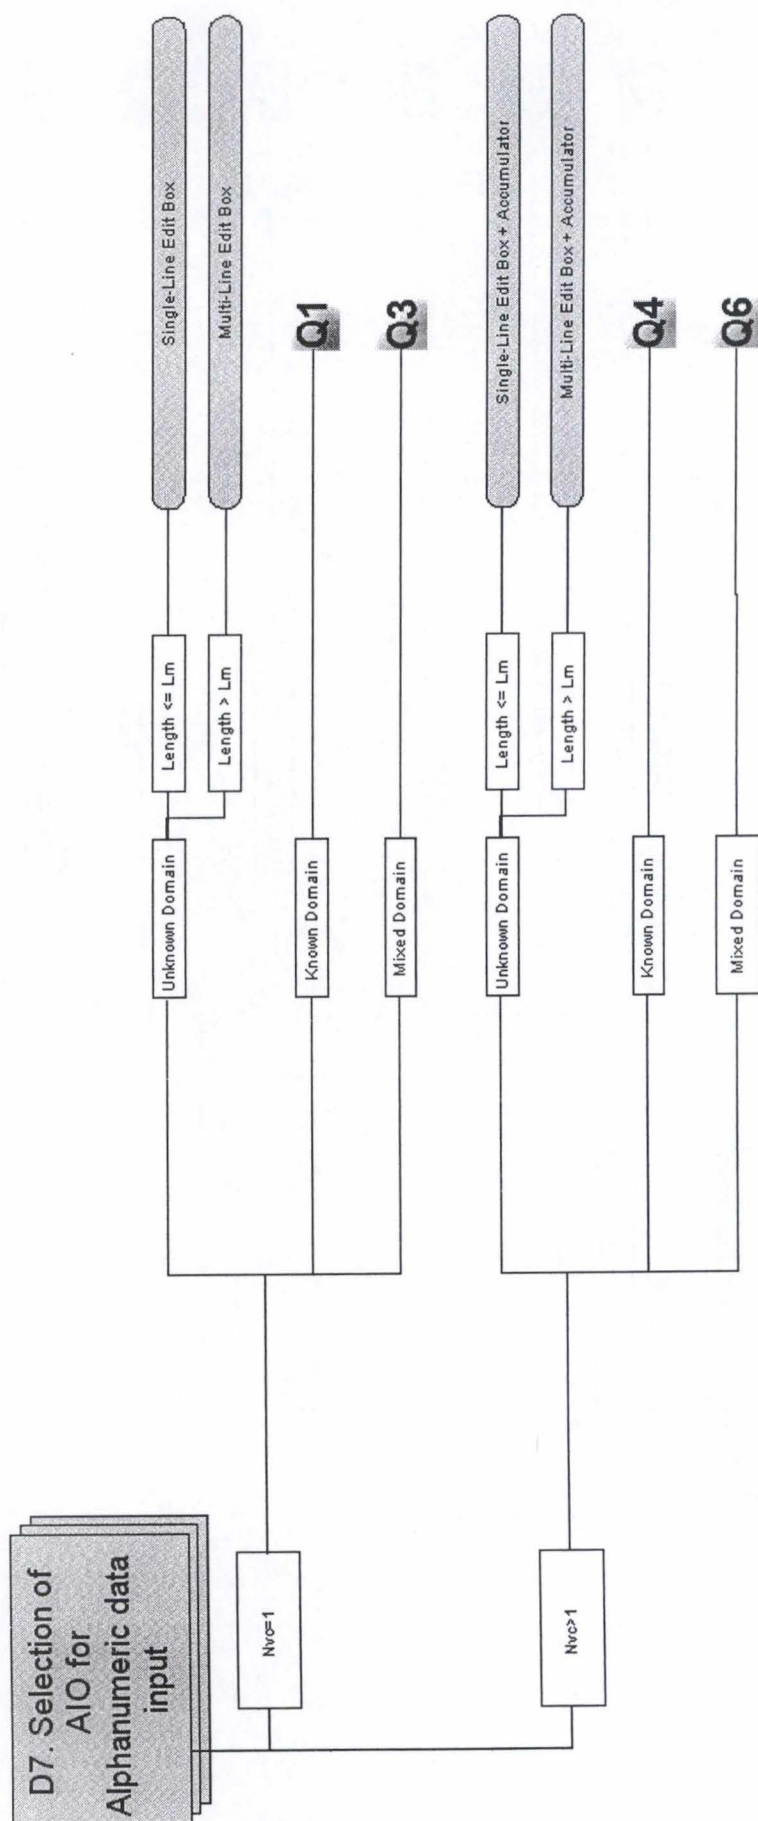 D7. Selection of
AIO for
Alphanumeric data
input
Nvc=1
Unknown Domain
Length <= Lm
Single-Line Edit Box
Length > Lm
Multi-Line Edit Box
Known Domain
Q1
Mixed Domain
Q3
Nvc>1
Unknown Domain
Length <= Lm
Single-Line Edit Box + Accumulator
Length > Lm
Multi-Line Edit Box + Accumulator
Known Domain
Q4
Mixed Domain
Q6